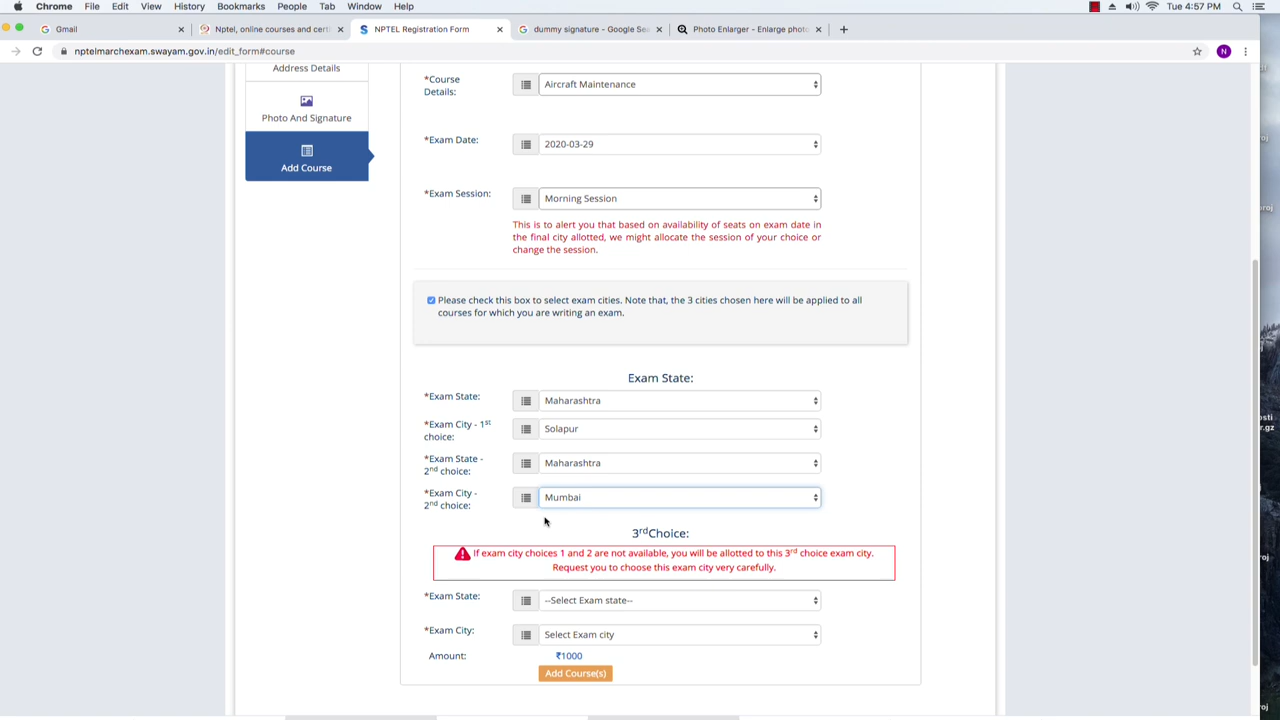 Chrome File Edit View History Bookmarks People Tab Window Help
Tue 4:57 PM
Gmail
Nptel, online courses and certi
NPTEL Registration Form
dummy signature - Google Sea
Photo Enlarger - Enlarge photo
nptelmarchexam.swayam.gov.in/edit_form#course
N
Address Details
Photo And Signature
Add Course
*Course Details:
Aircraft Maintenance
*Exam Date:
2020-03-29
*Exam Session:
Morning Session
This is to alert you that based on availability of seats on exam date in
the final city allotted, we might allocate the session of your choice or
change the session.
Please check this box to select exam cities. Note that, the 3 cities chosen here will be applied to all
courses for which you are writing an exam.
Exam State:
*Exam State:
Maharashtra
*Exam City - 1st choice:
Solapur
*Exam State - 2nd choice:
Maharashtra
*Exam City - 2nd choice:
Mumbai
3rdChoice:
If exam city choices 1 and 2 are not available, you will be allotted to this 3rd choice exam city.
Request you to choose this exam city very carefully.
*Exam State:
--Select Exam state--
*Exam City:
Select Exam city
Amount:
₹1000
Add Course(s)